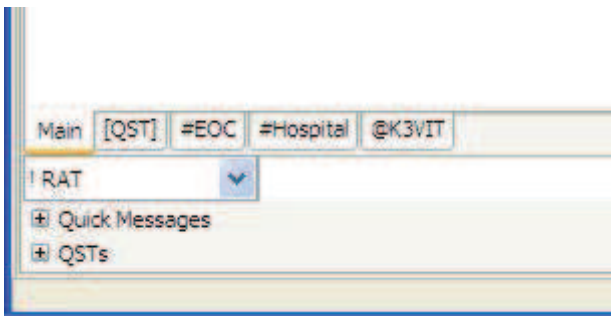 Main [QST] #EOC #Hospital @K3VIT
! RAT
Quick Messages
QSTs